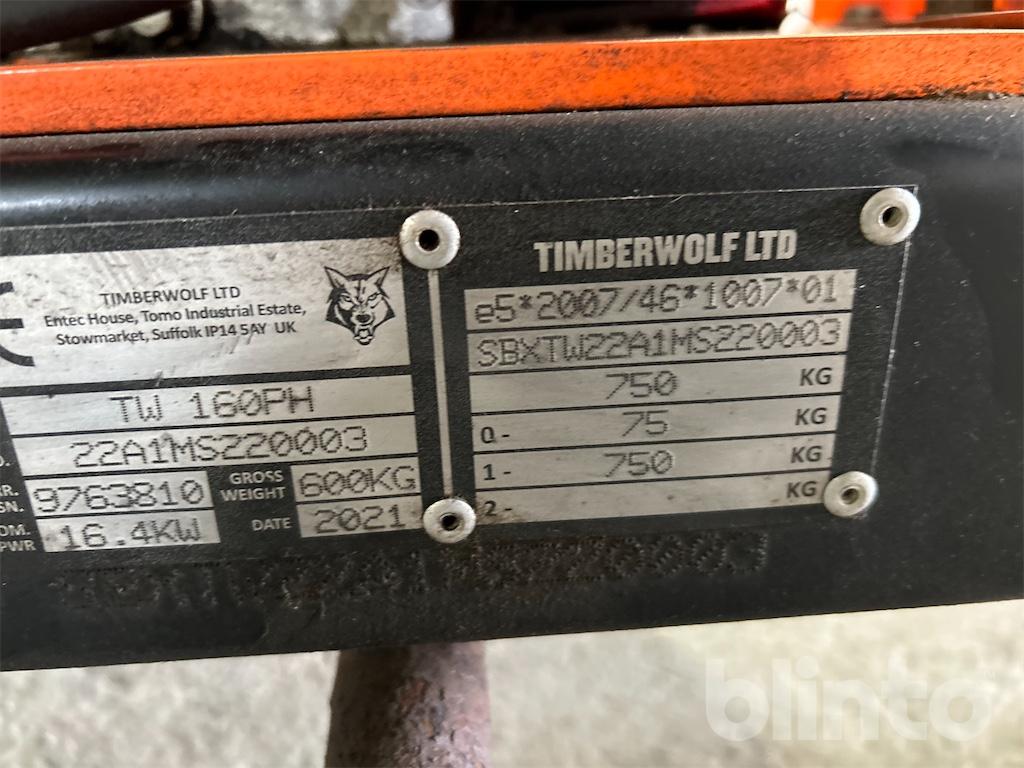 TIMBERWOLF LTD
Entec House, Tomo Industrial Estate,
Stowmarket, Suffolk IP14 5AY UK
TW 160PH
22A1MS220003
9763810
GROSS WEIGHT 600KG
16.4KW
DATE 2021
TIMBERWOLF LTD
e5*2007/46*1007*01
SBXTW22A1MS220003
750 KG
0- 75 KG
1- 750 KG
2- KG
blinto